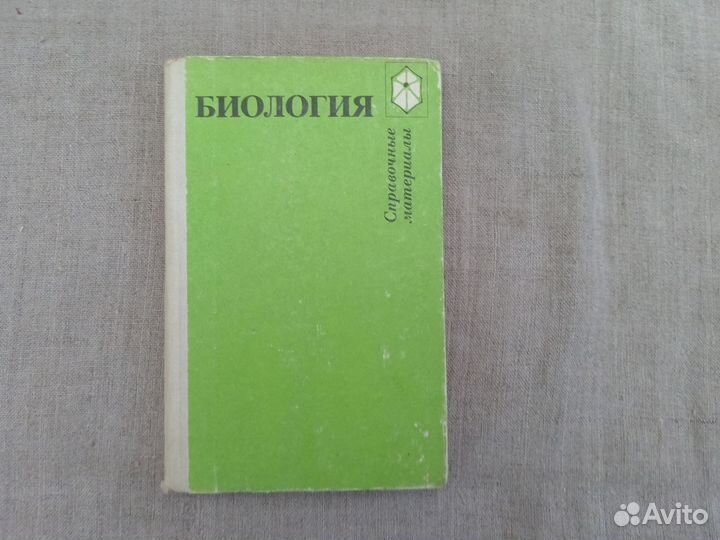 БИОЛОГИЯ
Справочные
материалы
Avito